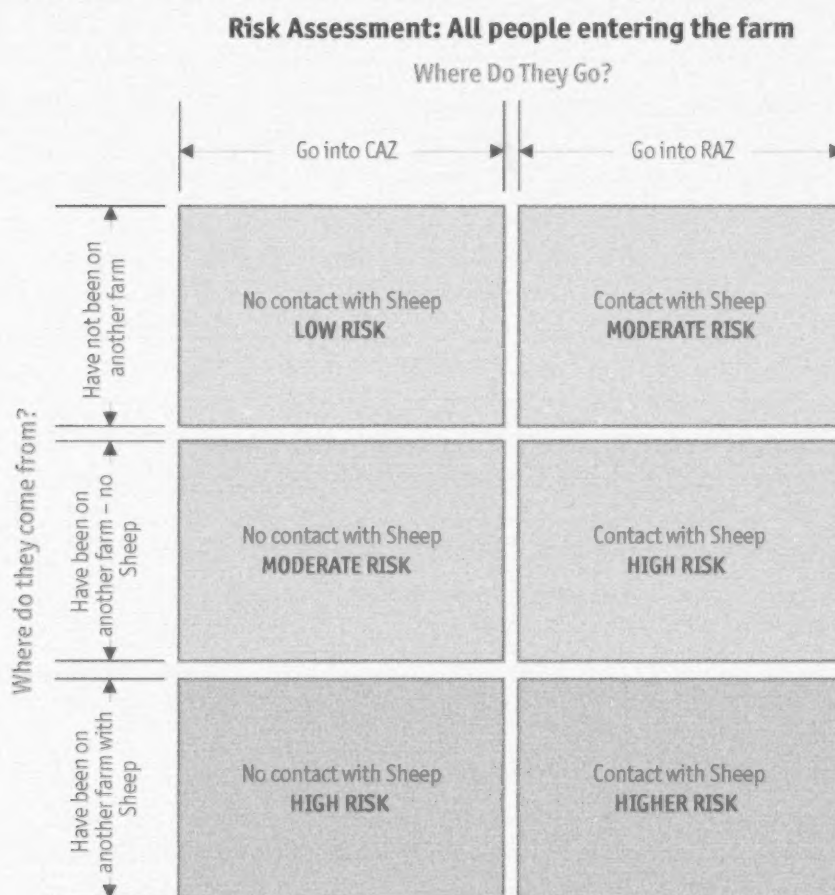 Risk Assessment: All people entering the farm
Where Do They Go?
Go into CAZ
Go into RAZ
Where do they come from?
Have not been on
another farm
No contact with Sheep
LOW RISK
Contact with Sheep
MODERATE RISK
Have been on
another farm – no
Sheep
No contact with Sheep
MODERATE RISK
Contact with Sheep
HIGH RISK
Have been on
another farm with
Sheep
No contact with Sheep
HIGH RISK
Contact with Sheep
HIGHER RISK